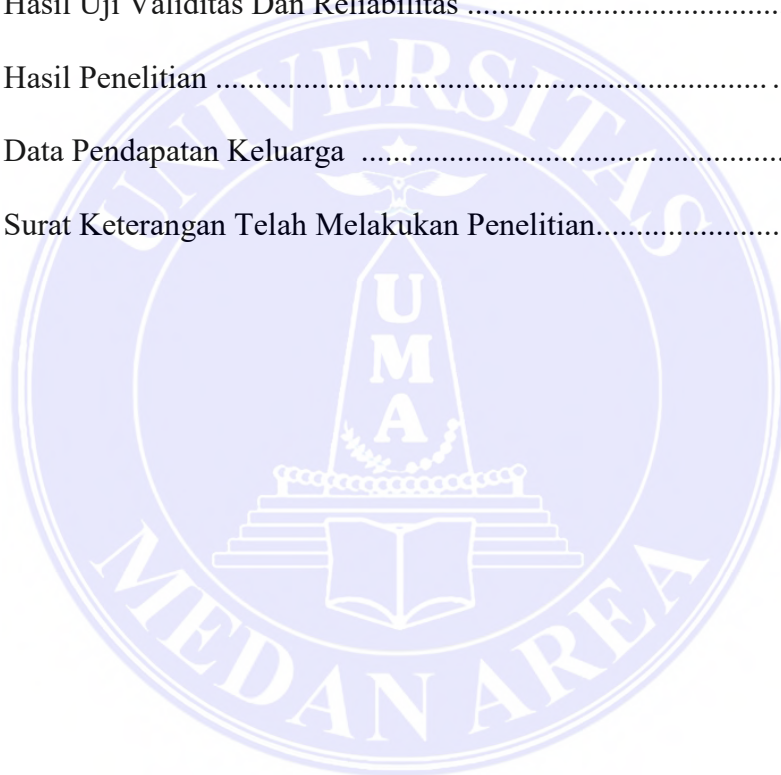 Hasil Uji Validitas Dan Reliabilitas ......................................
Hasil Penelitian .................................................................... .
Data Pendapatan Keluarga ....................................................
Surat Keterangan Telah Melakukan Penelitian.......................
UNIVERSITAS
UMA
MEDAN AREA